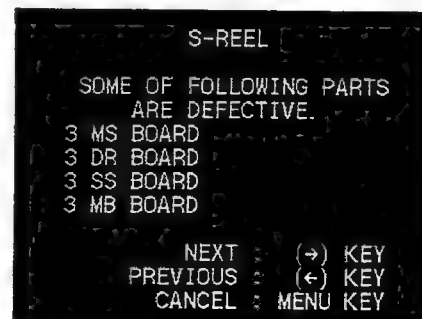 S-REEL
SOME OF FOLLOWING PARTS
ARE DEFECTIVE.
3 MS BOARD
3 DR BOARD
3 SS BOARD
3 MB BOARD
NEXT : (→) KEY
PREVIOUS : (←) KEY
CANCEL : MENU KEY